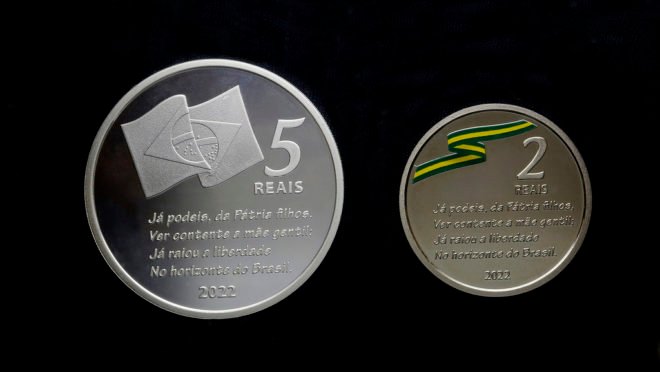 5
REAIS
Já podeis, da Pátria filhos,
Ver contente a mãe gentil;
Já raiou a liberdade
No horizonte do Brasil.
2022
2
REAIS
Já podeis, da Pátria filhos,
Ver contente a mãe gentil;
Já raiou a liberdade
No horizonte do Brasil.
2022